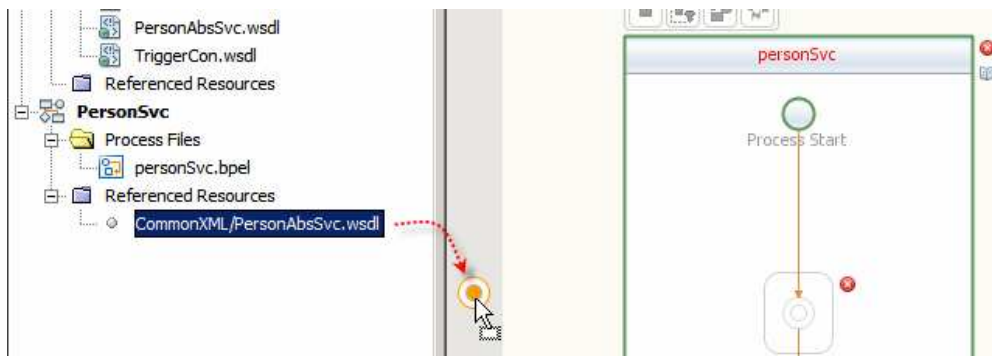 PersonAbsSvc.wsdl
TriggerCon.wsdl
Referenced Resources
PersonSvc
Process Files
personSvc.bpel
Referenced Resources
CommonXML/PersonAbsSvc.wsdl
personSvc
Process Start